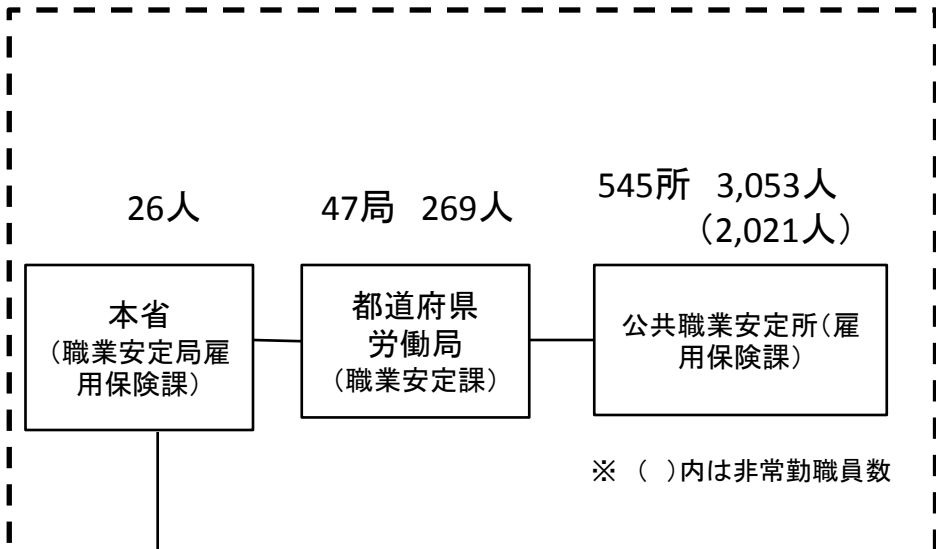 26人
47局 269人
545所 3,053人
（2,021人）
本省
（職業安定局雇
用保険課）
都道府県
労働局
（職業安定課）
公共職業安定所（雇
用保険課）
※ （ ）内は非常勤職員数